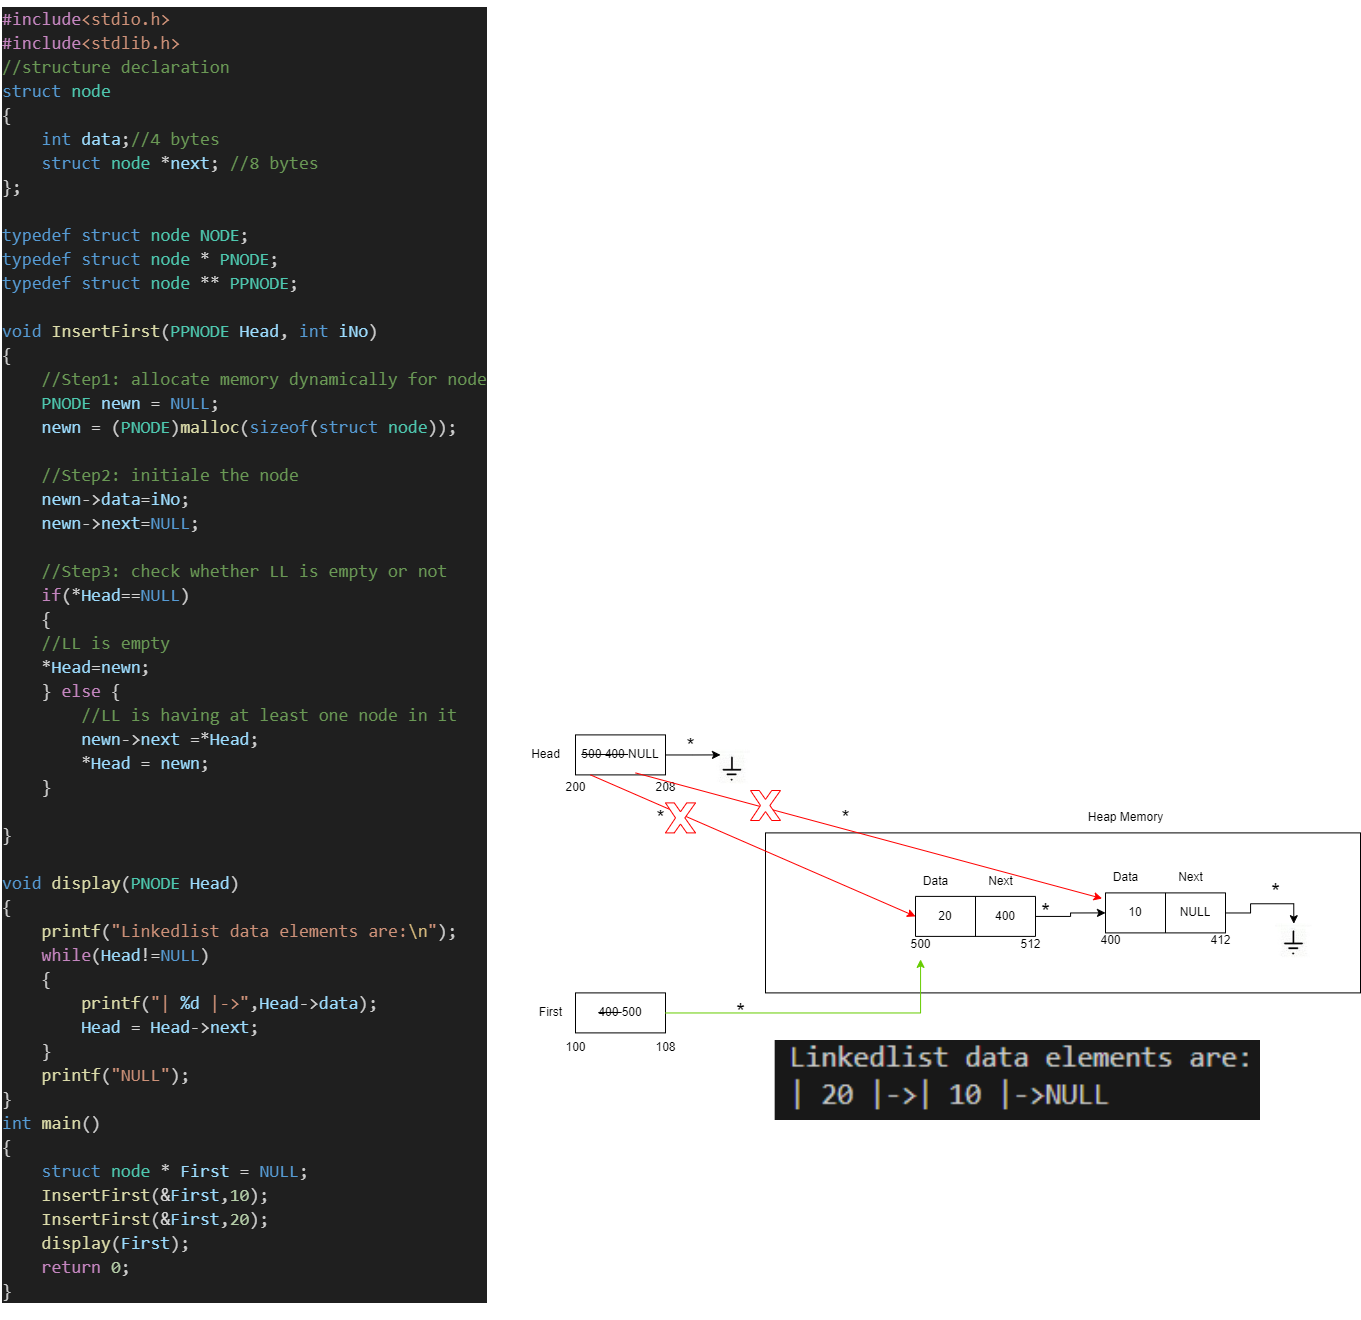 #include<stdio.h>
#include<stdlib.h>
//structure declaration
struct node
{
    int data;//4 bytes
    struct node *next; //8 bytes
};

typedef struct node NODE;
typedef struct node * PNODE;
typedef struct node ** PPNODE;

void InsertFirst(PPNODE Head, int iNo)
{
    //Step1: allocate memory dynamically for node
    PNODE newn = NULL;
    newn = (PNODE)malloc(sizeof(struct node));

    //Step2: initiale the node
    newn->data=iNo;
    newn->next=NULL;

    //Step3: check whether LL is empty or not
    if(*Head==NULL)
    {
    //LL is empty
    *Head=newn;
    } else {
        //LL is having at least one node in it
        newn->next =*Head;
        *Head = newn;
    }

}

void display(PNODE Head)
{
    printf("Linkedlist data elements are:\n");
    while(Head!=NULL)
    {
        printf("| %d |->",Head->data);
        Head = Head->next;
    }
    printf("NULL");
}
int main()
{
    struct node * First = NULL;
    InsertFirst(&First,10);
    InsertFirst(&First,20);
    display(First);
    return 0;
}
Head 500 400 NULL *
200 208
* *
Heap Memory
Data Next Data Next
20 400 * 10 NULL *
500 512 400 412
First 400 500 *
100 108
Linkedlist data elements are:
| 20 |->| 10 |->NULL